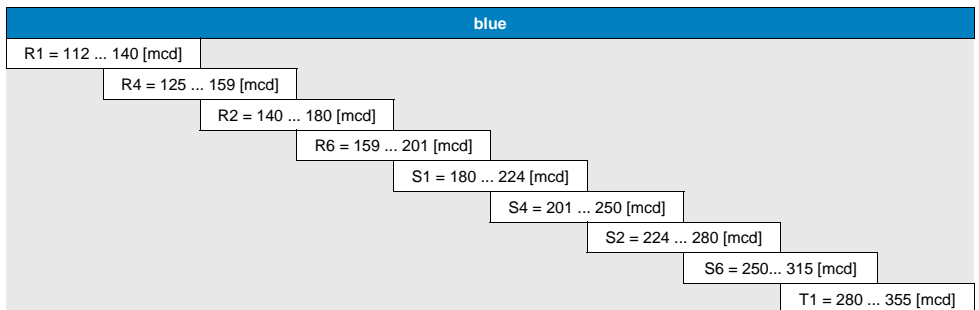 blue
R1 = 112 ... 140 [mcd]
R4 = 125 ... 159 [mcd]
R2 = 140 ... 180 [mcd]
R6 = 159 ... 201 [mcd]
S1 = 180 ... 224 [mcd]
S4 = 201 ... 250 [mcd]
S2 = 224 ... 280 [mcd]
S6 = 250... 315 [mcd]
T1 = 280 ... 355 [mcd]